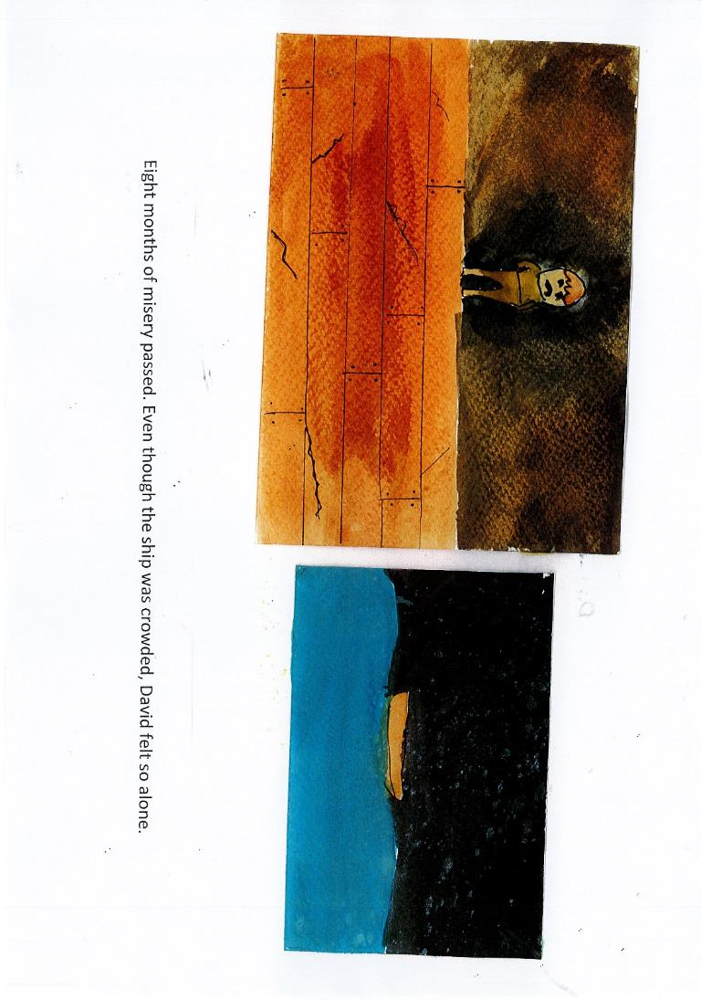 Eight months of misery passed. Even though the ship was crowded, David felt so alone.